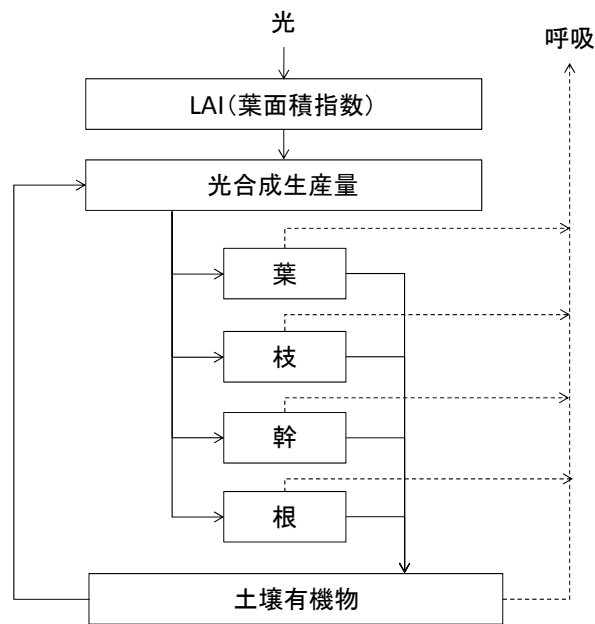 光
呼吸
LAI（葉面積指数）
光合成生産量
葉
枝
幹
根
土壌有機物